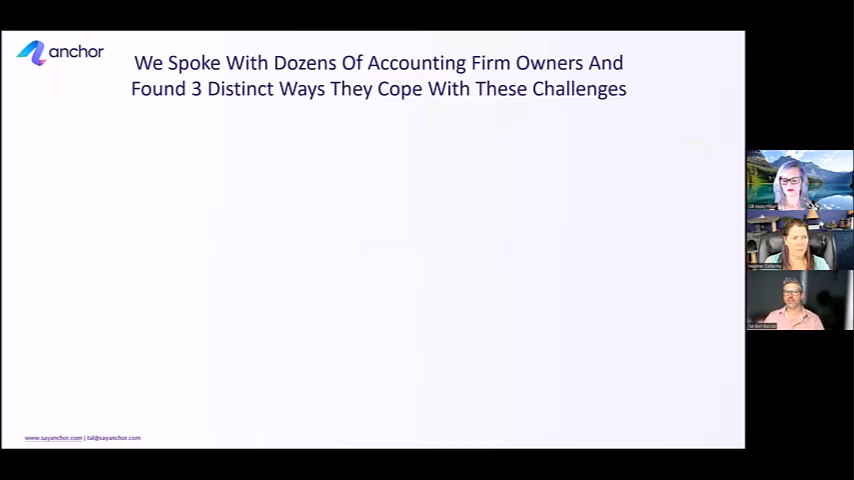 anchor
We Spoke With Dozens Of Accounting Firm Owners And
Found 3 Distinct Ways They Cope With These Challenges
www.sayanchor.com | tal@sayanchor.com